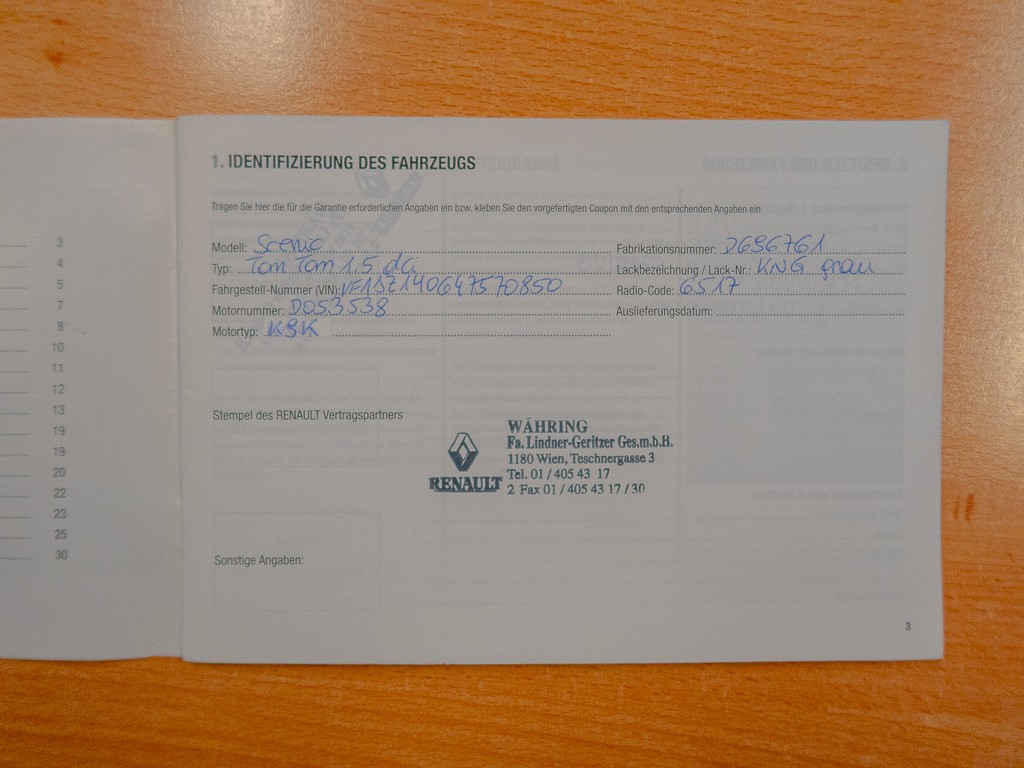 1. IDENTIFIZIERUNG DES FAHRZEUGS
Tragen Sie hier die für die Garantie erforderlichen Angaben ein bzw. kleben Sie den vorgefertigten Coupon mit den entsprechenden Angaben ein
Modell: Scenic
Typ: Tom Tom 1,5 dci
Fahrgestell-Nummer (VIN): VF1JZ140647570850
Motornummer: D053538
Motortyp: K9K
Fabrikationsnummer: J696761
Lackbezeichnung / Lack-Nr.: KNG grau
Radio-Code: 6517
Auslieferungsdatum:
Stempel des RENAULT Vertragspartners
RENAULT
WÄHRING
Fa. Lindner-Geritzer Ges.m.b.H.
1180 Wien, Teschnergasse 3
Tel. 01 / 405 43 17
2 Fax 01 / 405 43 17 / 30
Sonstige Angaben:
3
3
4
5
7
8
10
11
12
13
19
19
20
22
23
25
30